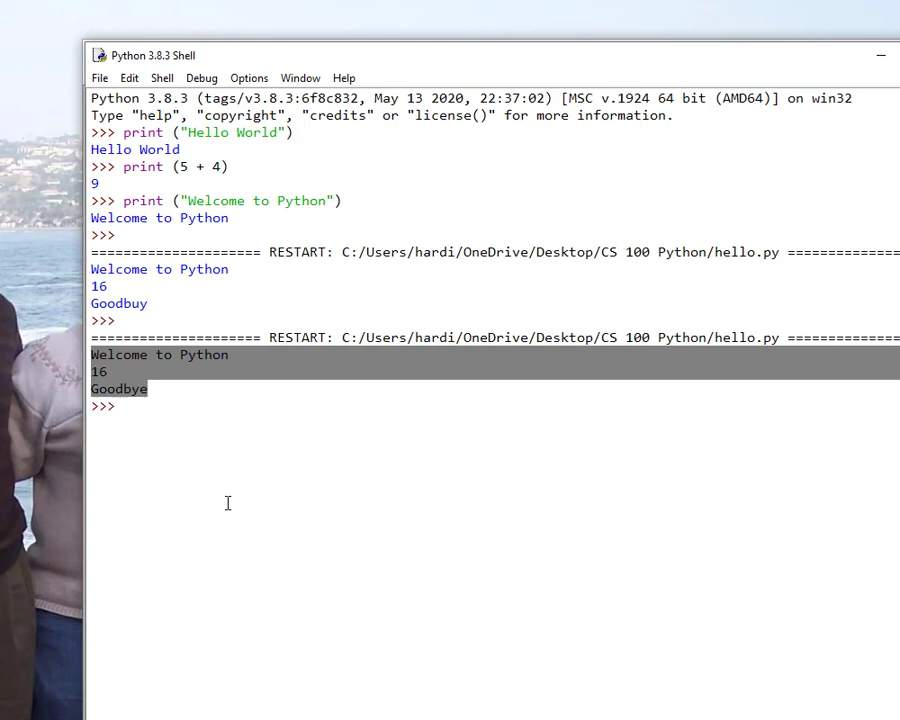 Python 3.8.3 Shell
File Edit Shell Debug Options Window Help
Python 3.8.3 (tags/v3.8.3:6f8c832, May 13 2020, 22:37:02) [MSC v.1924 64 bit (AMD64)] on win32
Type "help", "copyright", "credits" or "license()" for more information.
>>> print ("Hello World")
Hello World
>>> print (5 + 4)
9
>>> print ("Welcome to Python")
Welcome to Python
>>>
===================== RESTART: C:/Users/hardi/OneDrive/Desktop/CS 100 Python/hello.py ==============
Welcome to Python
16
Goodbuy
>>>
===================== RESTART: C:/Users/hardi/OneDrive/Desktop/CS 100 Python/hello.py ==============
Welcome to Python
16
Goodbye
>>>